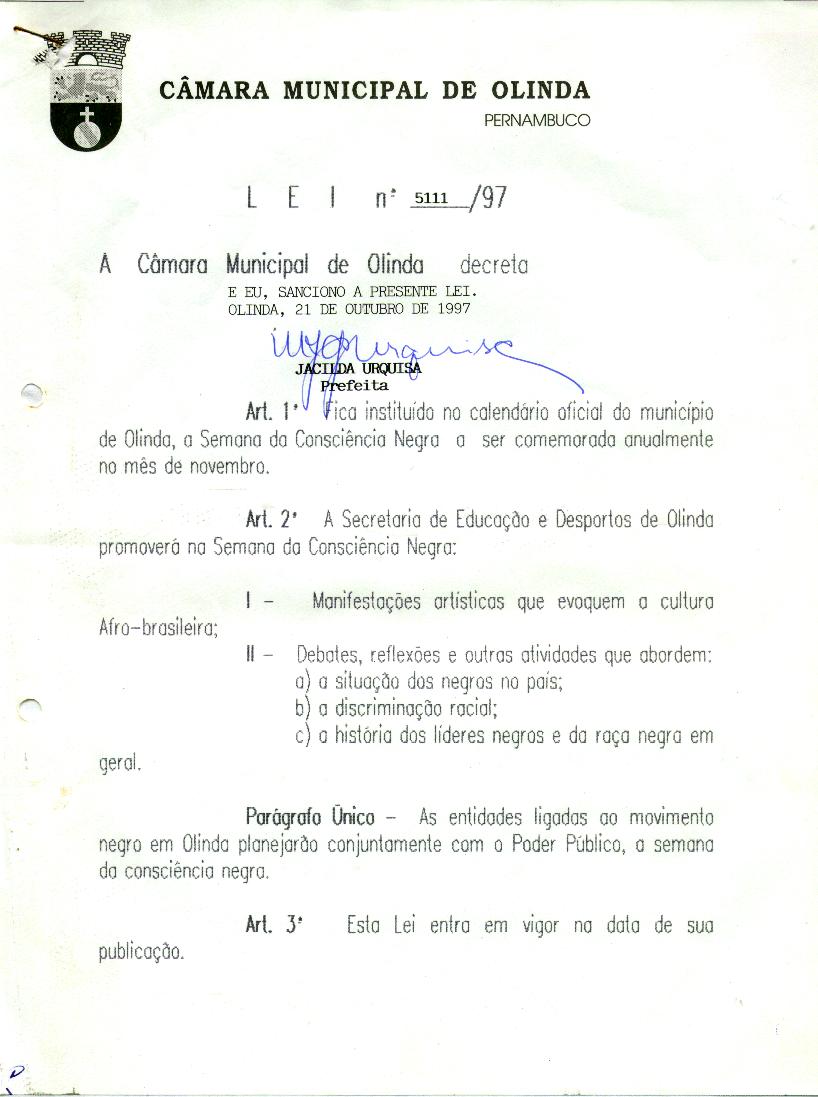 CÂMARA MUNICIPAL DE OLINDA
PERNAMBUCO
L E I nº 5111/97
A Câmara Municipal de Olinda decreta
E EU, SANCIONO A PRESENTE LEI.
OLINDA, 21 DE OUTUBRO DE 1997
JACILDA URQUISA
Prefeita
Art. 1º Fica instituído no calendário oficial do município
de Olinda, a Semana da Consciência Negra a ser comemorada anualmente
no mês de novembro.
Art. 2º A Secretaria de Educação e Desportos de Olinda
promoverá na Semana da Consciência Negra:
I – Manifestações artísticas que evoquem a cultura
Afro-brasileira;
II – Debates, reflexões e outras atividades que abordem:
a) a situação dos negros no país;
b) a discriminação racial;
c) a história dos líderes negros e da raça negra em
geral.
Parágrafo Único – As entidades ligadas ao movimento
negro em Olinda planejarão conjuntamente com o Poder Público, a semana
da consciência negra.
Art. 3º Esta Lei entra em vigor na data de sua
publicação.